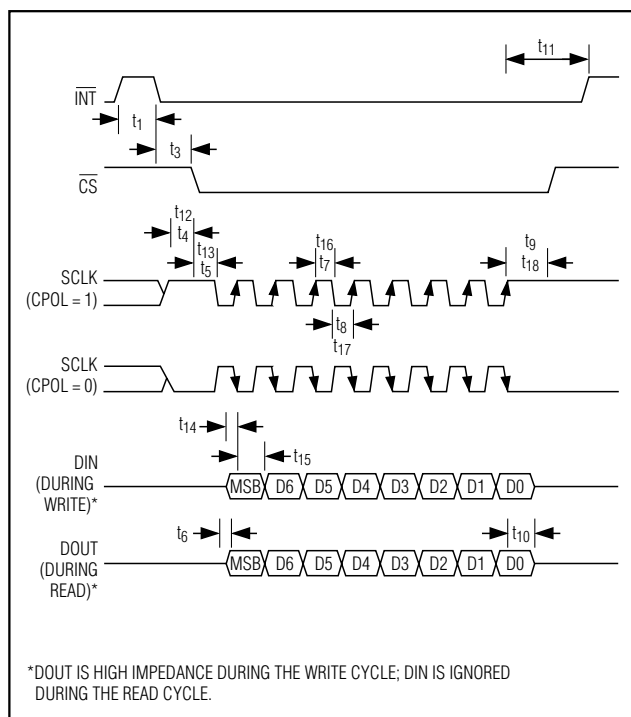 t11
INT
t1
t3
CS
t12
t4
t13
t5
t16
t7
t9
t18
SCLK
(CPOL = 1)
t8
t17
SCLK
(CPOL = 0)
t14
t15
DIN
(DURING
WRITE)*
MSB D6 D5 D4 D3 D2 D1 D0
t6
t10
DOUT
(DURING
READ)*
MSB D6 D5 D4 D3 D2 D1 D0
*DOUT IS HIGH IMPEDANCE DURING THE WRITE CYCLE; DIN IS IGNORED
DURING THE READ CYCLE.